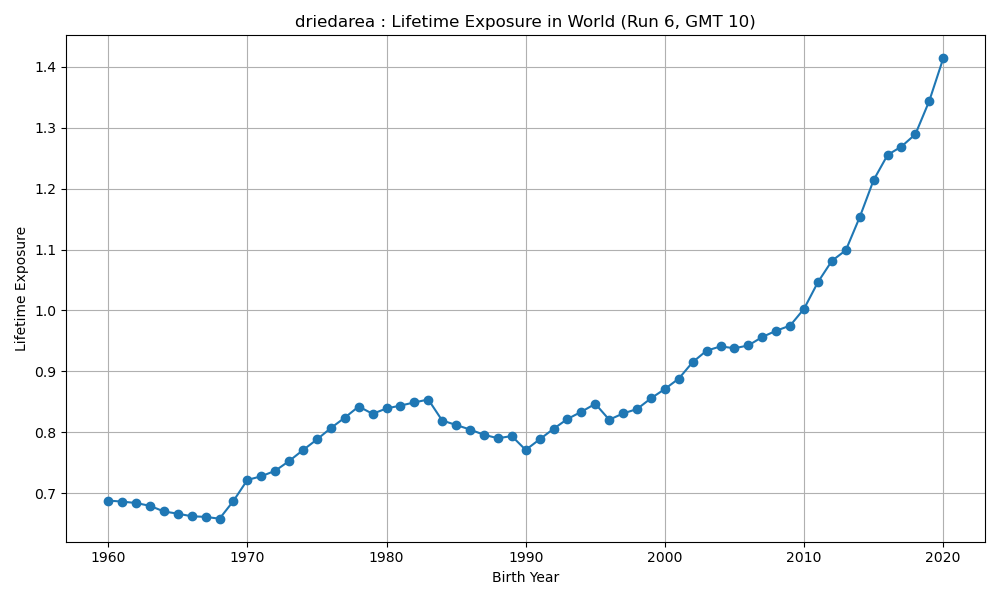 driedarea : Lifetime Exposure in World (Run 6, GMT 10)
1.4
1.3
1.2
1.1
1.0
0.9
0.8
0.7
Lifetime Exposure
1960 1970 1980 1990 2000 2010 2020
Birth Year